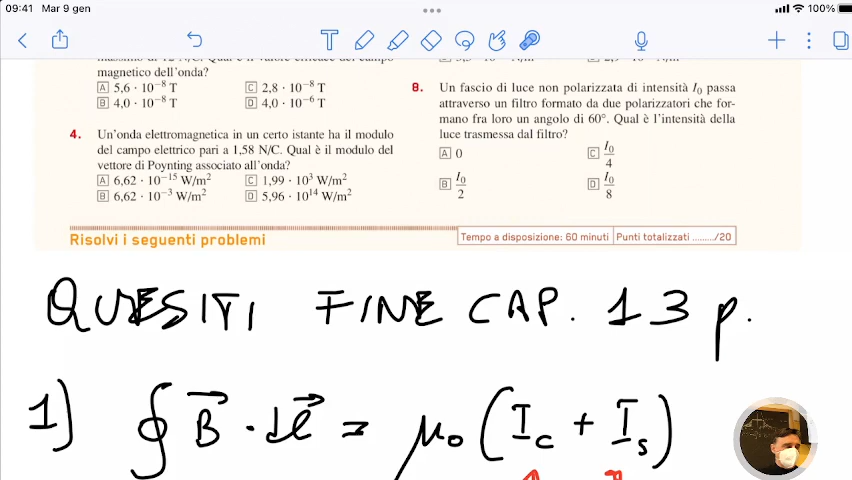 09:41 Mar 9 gen
100%
magnetico dell'onda?
A 5,6 · 10⁻⁸ T C 2,8 · 10⁻⁸ T
B 4,0 · 10⁻⁸ T D 4,0 · 10⁻⁶ T
4. Un'onda elettromagnetica in un certo istante ha il modulo
del campo elettrico pari a 1,58 N/C. Qual è il modulo del
vettore di Poynting associato all'onda?
A 6,62 · 10⁻¹⁵ W/m² C 1,99 · 10³ W/m²
B 6,62 · 10⁻³ W/m² D 5,96 · 10¹⁴ W/m²
8. Un fascio di luce non polarizzata di intensità I₀ passa
attraverso un filtro formato da due polarizzatori che for-
mano fra loro un angolo di 60°. Qual è l'intensità della
luce trasmessa dal filtro?
A 0 C I₀/4
B I₀/2 D I₀/8
Risolvi i seguenti problemi
Tempo a disposizione: 60 minuti Punti totalizzati ......../20
QUESITI FINE CAP. 13 p.
1) ∮ B⃗ · dl⃗ = μ₀ (I_c + I_s)